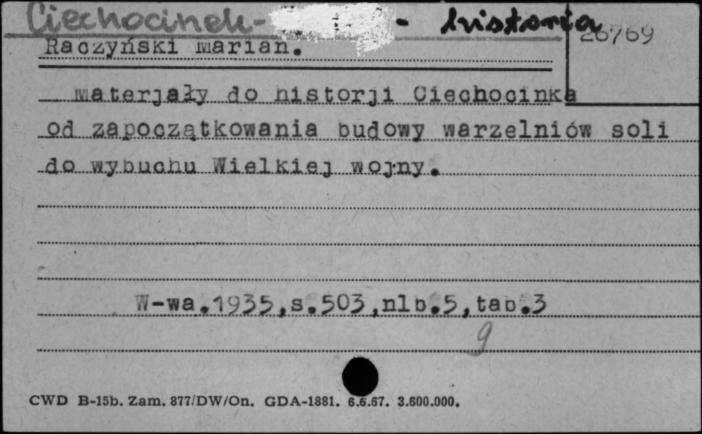 Ciechocinek - - historia
26769
Raczyński Marian.
Materjały do historji Ciechocinka
od zapoczątkowania budowy warzelniów soli
do wybuchu Wielkiej wojny.
W-wa.1935,s.503,nlb.5,tab.3
9
CWD B-15b. Zam. 877/DW/On. GDA-1881. 6.6.67. 3.600.000.